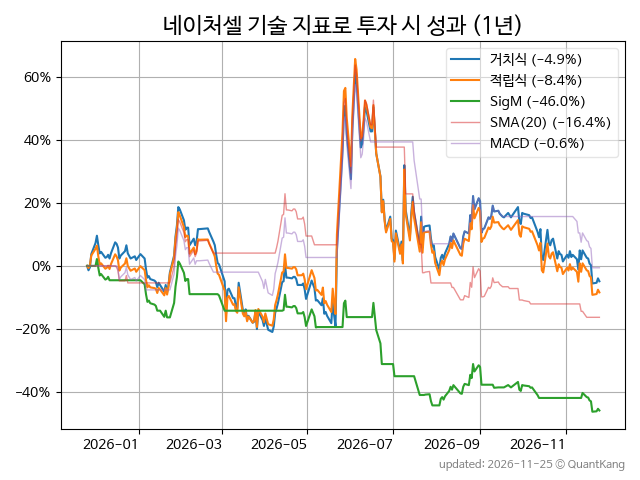 네이처셀 기술 지표로 투자 시 성과 (1년)
거치식 (−4.9%)
적립식 (−8.4%)
SigM (−46.0%)
SMA(20) (−16.4%)
MACD (−0.6%)
60%
40%
20%
0%
−20%
−40%
2026-01 2026-03 2026-05 2026-07 2026-09 2026-11
updated: 2026-11-25 © QuantKang